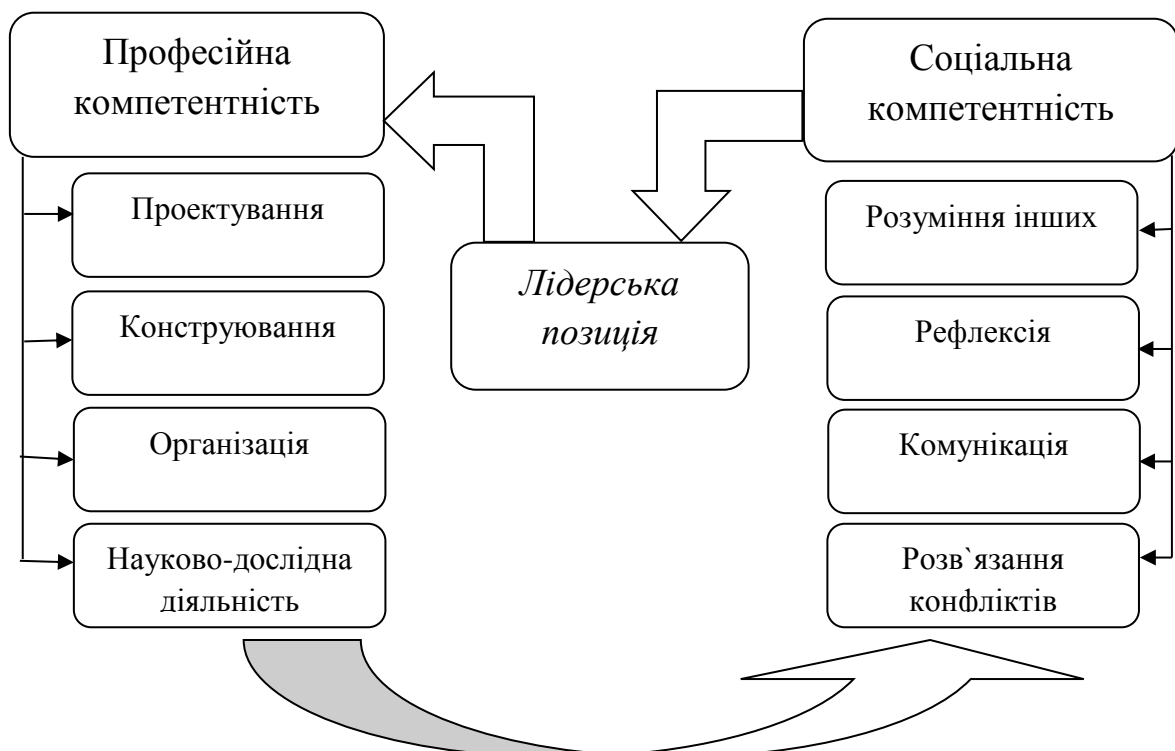 Професійна
компетентність
Проектування
Конструювання
Організація
Науково-дослідна
діяльність
Лідерська
позиція
Соціальна
компетентність
Розуміння інших
Рефлексія
Комунікація
Розв`язання
конфліктів